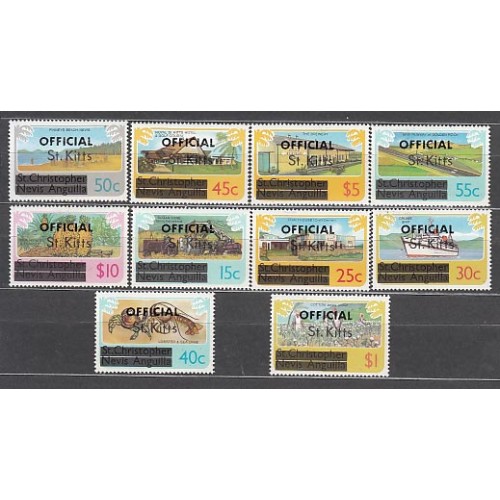 OFFICIAL
St. Kitts
St. Christopher
Nevis Anguilla
50c
OFFICIAL
St. Kitts
St. Christopher
Nevis Anguilla
45c
OFFICIAL
St. Kitts
St. Christopher
Nevis Anguilla
$5
OFFICIAL
St. Kitts
St. Christopher
Nevis Anguilla
55c
OFFICIAL
St. Kitts
St. Christopher
Nevis Anguilla
$10
OFFICIAL
St. Kitts
St. Christopher
Nevis Anguilla
15c
OFFICIAL
St. Kitts
St. Christopher
Nevis Anguilla
25c
OFFICIAL
St. Kitts
St. Christopher
Nevis Anguilla
30c
OFFICIAL
St. Kitts
LOBSTER & SEA CRAB
St. Christopher
Nevis Anguilla
40c
OFFICIAL
St. Kitts
St. Christopher
Nevis Anguilla
$1